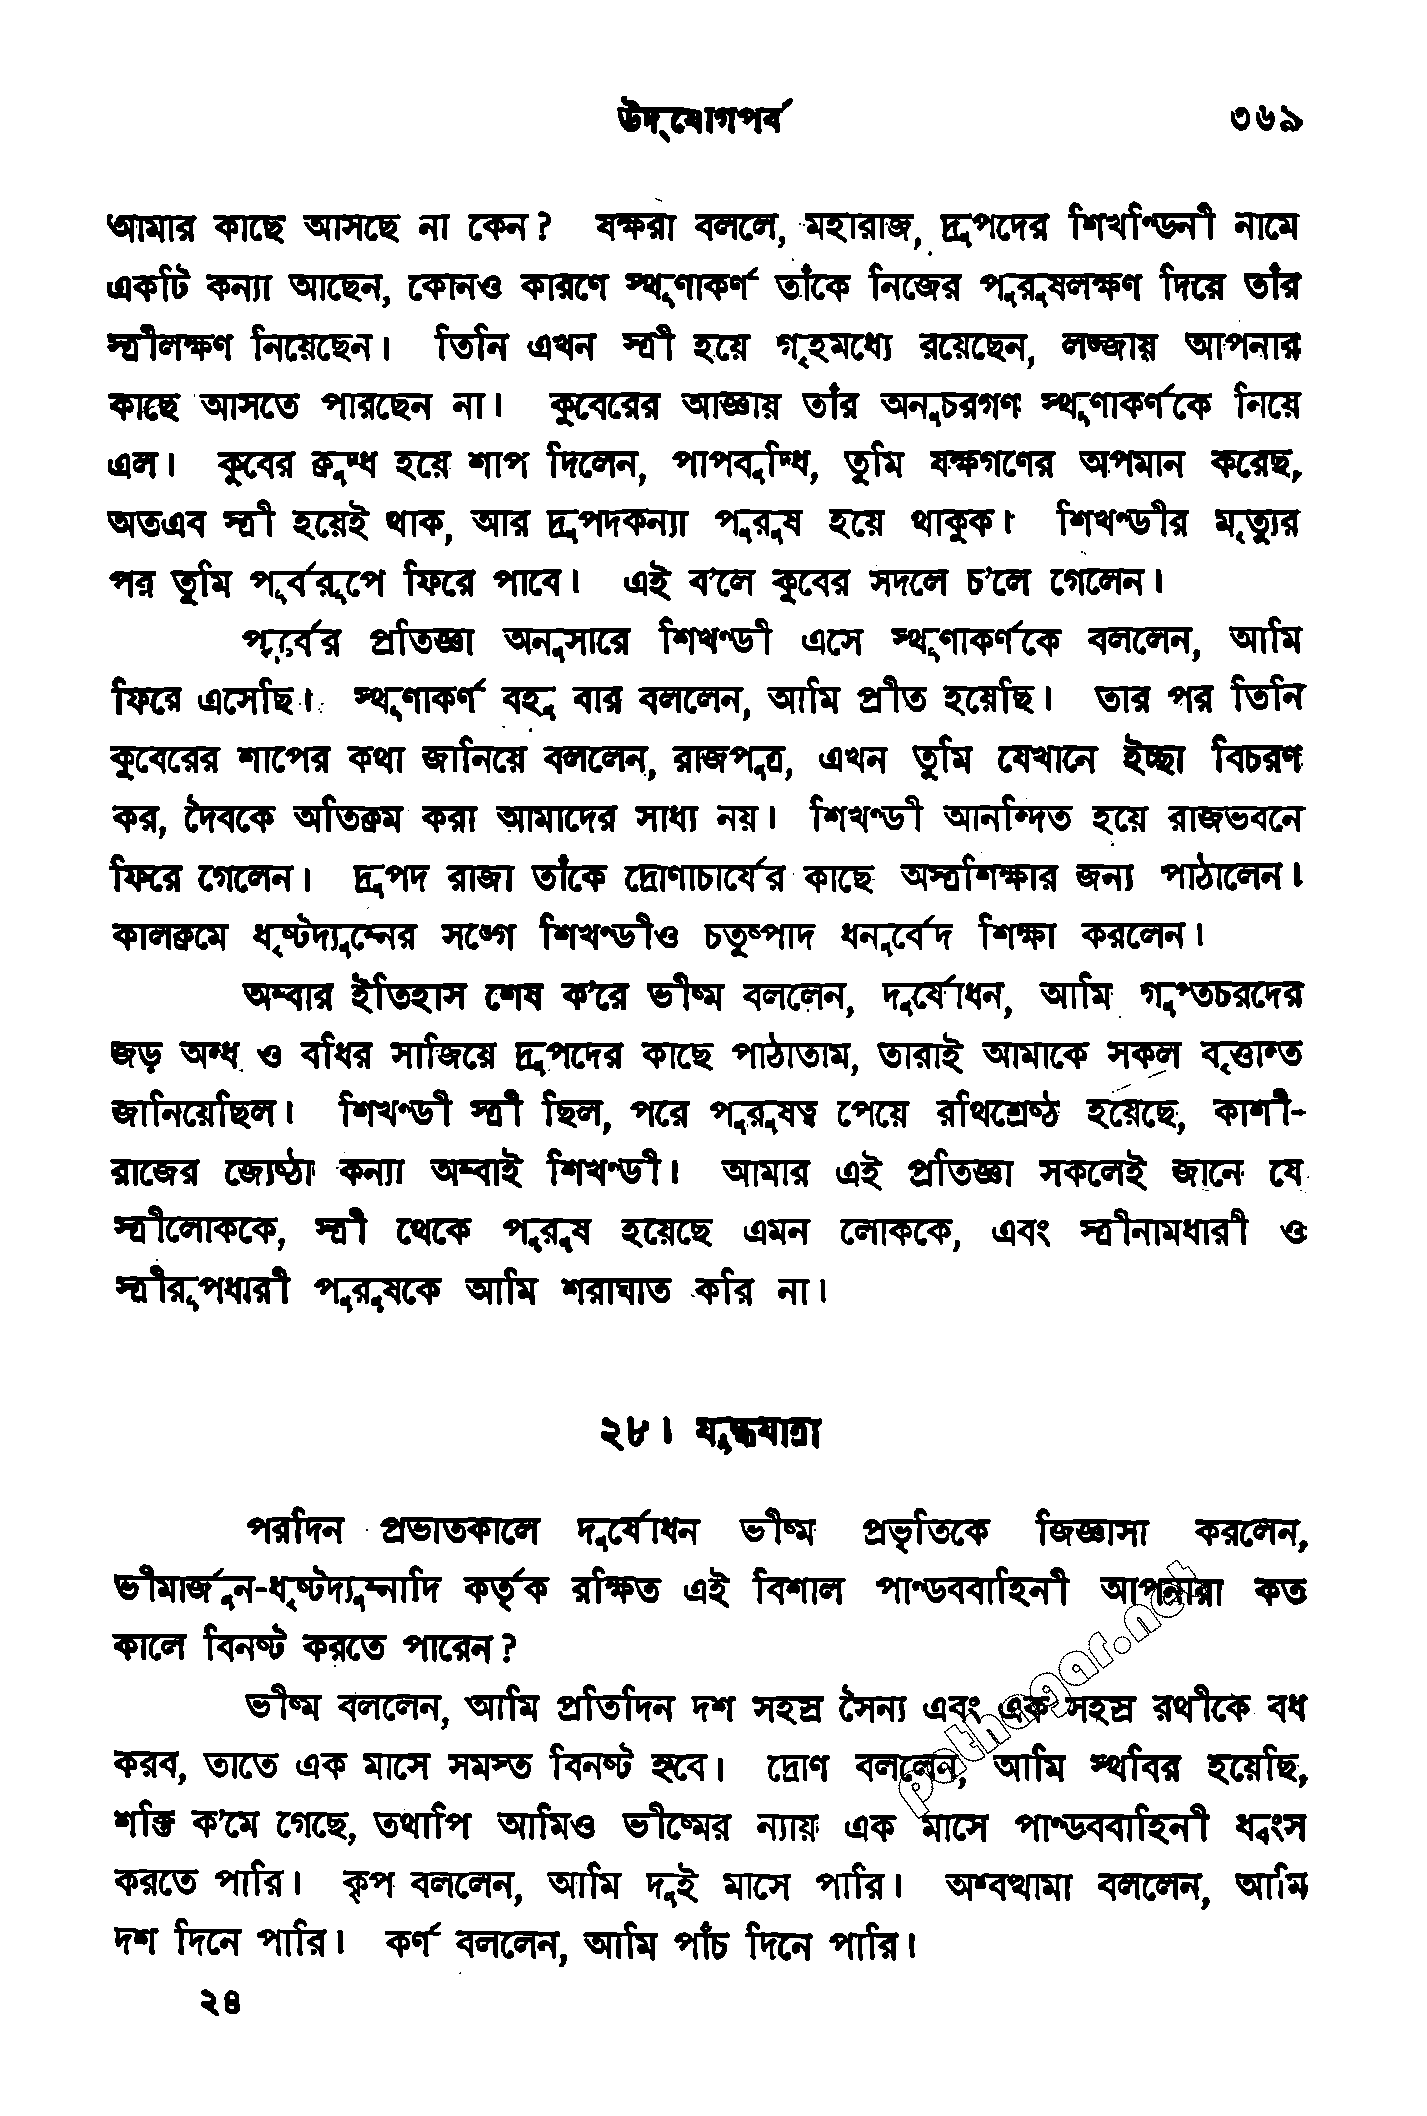 উদ্‌যোগপর্ব ৩৬৯
আমার কাছে আসছে না কেন? যক্ষরা বললে, মহারাজ, দ্রুপদের শিখণ্ডিনী নামে
একটি কন্যা আছেন, কোনও কারণে স্থূণাকর্ণ তাঁকে নিজের পুরুষলক্ষণ দিয়ে তাঁর
স্ত্রীলক্ষণ নিয়েছেন। তিনি এখন স্ত্রী হয়ে গৃহমধ্যে রয়েছেন, লজ্জায় আপনার
কাছে আসতে পারছেন না। কুবেরের আজ্ঞায় তাঁর অনুচরগণ স্থূণাকর্ণকে নিয়ে
এল। কুবের ক্রুদ্ধ হয়ে শাপ দিলেন, পাপবুদ্ধি, তুমি যক্ষগণের অপমান করেছ,
অতএব স্ত্রী হয়েই থাক, আর দ্রুপদকন্যা পুরুষ হয়ে থাকুক। শিখণ্ডীর মৃত্যুর
পর তুমি পূর্বরূপে ফিরে পাবে। এই ব’লে কুবের সদলে চ’লে গেলেন।
পূর্বের প্রতিজ্ঞা অনুসারে শিখণ্ডী এসে স্থূণাকর্ণকে বললেন, আমি
ফিরে এসেছি। স্থূণাকর্ণ বহু বার বললেন, আমি প্রীত হয়েছি। তার পর তিনি
কুবেরের শাপের কথা জানিয়ে বললেন, রাজপুত্র, এখন তুমি যেখানে ইচ্ছা বিচরণ
কর, দৈবকে অতিক্রম করা আমাদের সাধ্য নয়। শিখণ্ডী আনন্দিত হয়ে রাজভবনে
ফিরে গেলেন। দ্রুপদ রাজা তাঁকে দ্রোণাচার্যের কাছে অস্ত্রশিক্ষার জন্য পাঠালেন।
কালক্রমে ধৃষ্টদ্যুম্নের সঙ্গে শিখণ্ডীও চতুষ্পাদ ধনুর্বেদ শিক্ষা করলেন।
অম্বার ইতিহাস শেষ ক’রে ভীষ্ম বললেন, দুর্যোধন, আমি গুপ্তচরদের
জড় অন্ধ ও বধির সাজিয়ে দ্রুপদের কাছে পাঠাতাম, তারাই আমাকে সকল বৃত্তান্ত
জানিয়েছিল। শিখণ্ডী স্ত্রী ছিল, পরে পুরুষত্ব পেয়ে রথিশ্রেষ্ঠ হয়েছে, কাশী-
রাজের জ্যেষ্ঠা কন্যা অম্বাই শিখণ্ডী। আমার এই প্রতিজ্ঞা সকলেই জানে যে
স্ত্রীলোককে, স্ত্রী থেকে পুরুষ হয়েছে এমন লোককে, এবং স্ত্রীনামধারী ও
স্ত্রীরূপধারী পুরুষকে আমি শরাঘাত করি না।
২৮। যুদ্ধযাত্রা
পরদিন প্রভাতকালে দুর্যোধন ভীষ্ম প্রভৃতিকে জিজ্ঞাসা করলেন,
ভীমার্জুন-ধৃষ্টদ্যুম্নাদি কর্তৃক রক্ষিত এই বিশাল পাণ্ডববাহিনী আপনারা কত
কালে বিনষ্ট করতে পারেন?
ভীষ্ম বললেন, আমি প্রতিদিন দশ সহস্র সৈন্য এবং এক সহস্র রথীকে বধ
করব, তাতে এক মাসে সমস্ত বিনষ্ট হবে। দ্রোণ বললেন, আমি স্থবির হয়েছি,
শক্তি ক’মে গেছে, তথাপি আমিও ভীষ্মের ন্যায় এক মাসে পাণ্ডববাহিনী ধ্বংস
করতে পারি। কৃপ বললেন, আমি দুই মাসে পারি। অশ্বত্থামা বললেন, আমি
দশ দিনে পারি। কর্ণ বললেন, আমি পাঁচ দিনে পারি।
২৪
pathagar.net